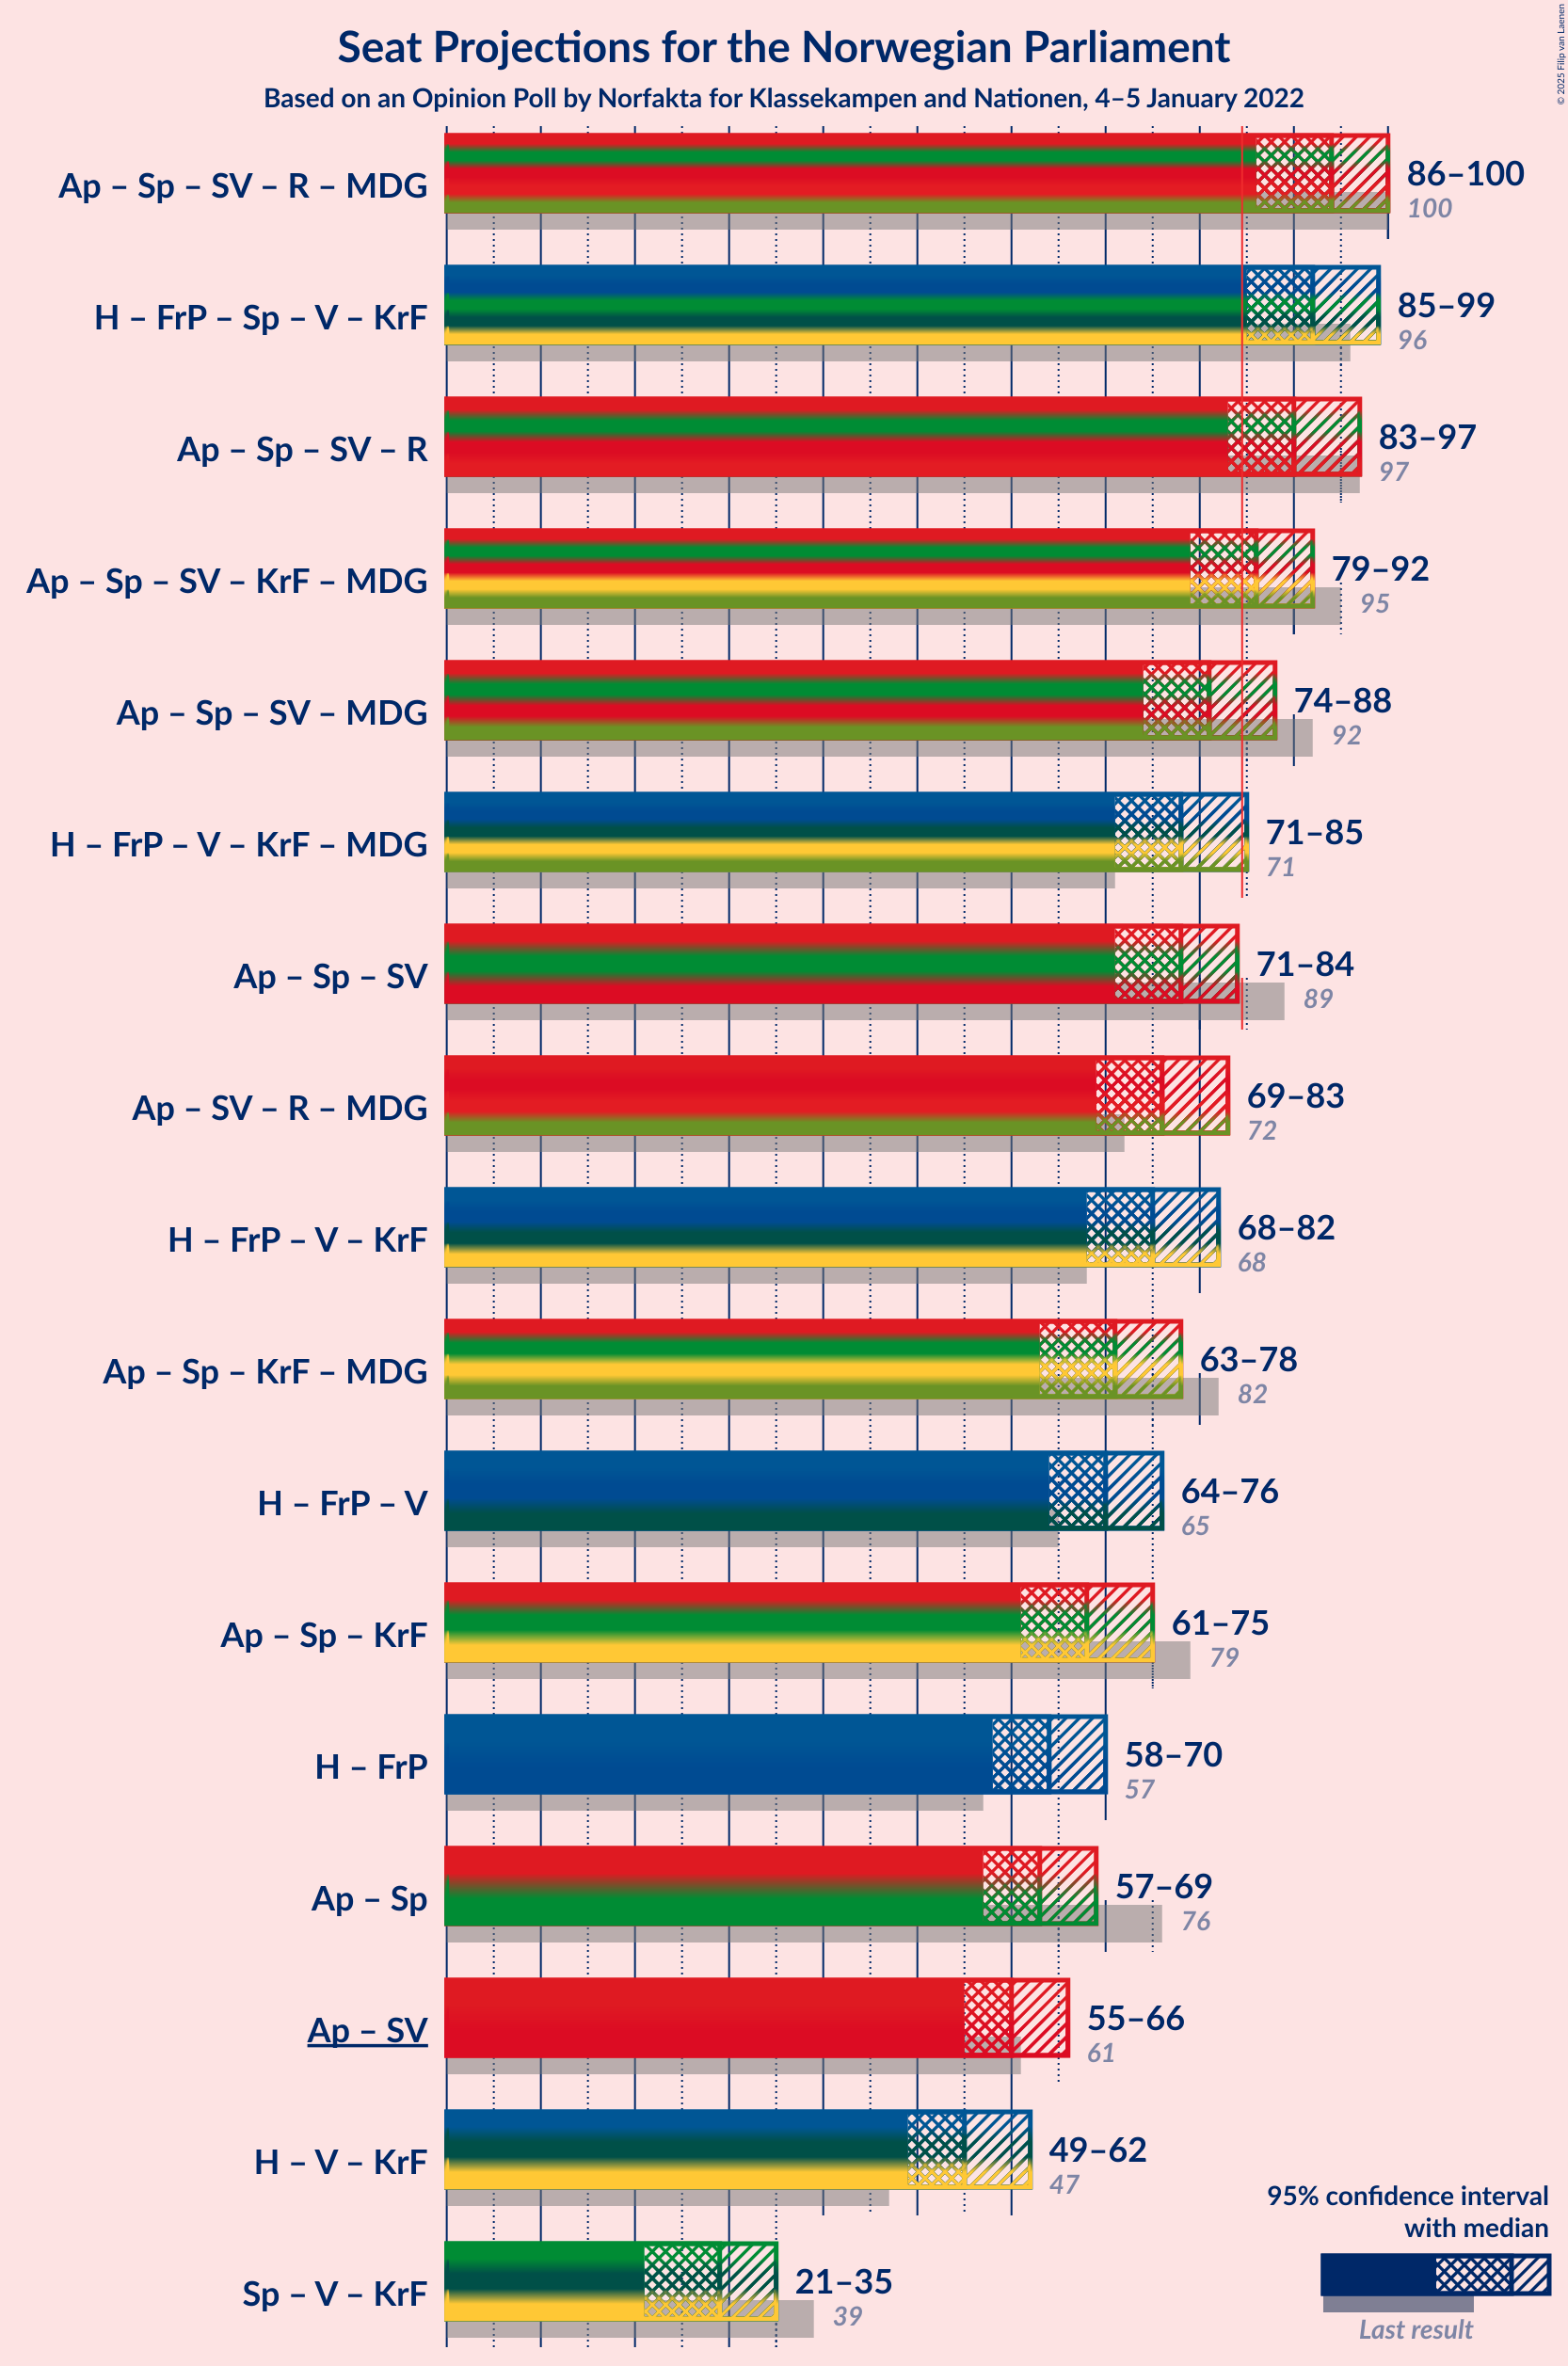 Seat Projections for the Norwegian Parliament
Based on an Opinion Poll by Norfakta for Klassekampen and Nationen, 4–5 January 2022
© 2025 Filip van Laenen
Ap – Sp – SV – R – MDG
86–100
100
H – FrP – Sp – V – KrF
85–99
96
Ap – Sp – SV – R
83–97
97
Ap – Sp – SV – KrF – MDG
79–92
95
Ap – Sp – SV – MDG
74–88
92
H – FrP – V – KrF – MDG
71–85
71
Ap – Sp – SV
71–84
89
Ap – SV – R – MDG
69–83
72
H – FrP – V – KrF
68–82
68
Ap – Sp – KrF – MDG
63–78
82
H – FrP – V
64–76
65
Ap – Sp – KrF
61–75
79
H – FrP
58–70
57
Ap – Sp
57–69
76
Ap – SV
55–66
61
H – V – KrF
49–62
47
Sp – V – KrF
21–35
39
95% confidence interval
with median
Last result